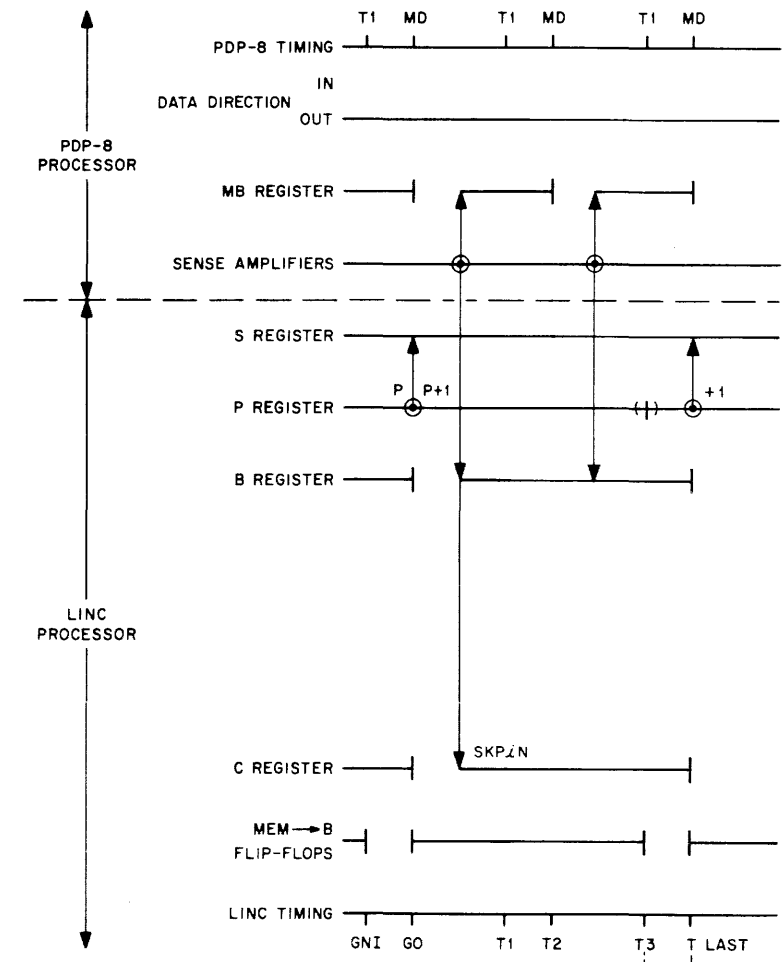 T1 MD T1 MD T1 MD
PDP-8 TIMING
IN
DATA DIRECTION
OUT
PDP-8
PROCESSOR
MB REGISTER
SENSE AMPLIFIERS
S REGISTER
P P+1 +1
P REGISTER
B REGISTER
LINC
PROCESSOR
SKPiN
C REGISTER
MEM→B
FLIP-FLOPS
LINC TIMING
GNI GO T1 T2 T3 T LAST